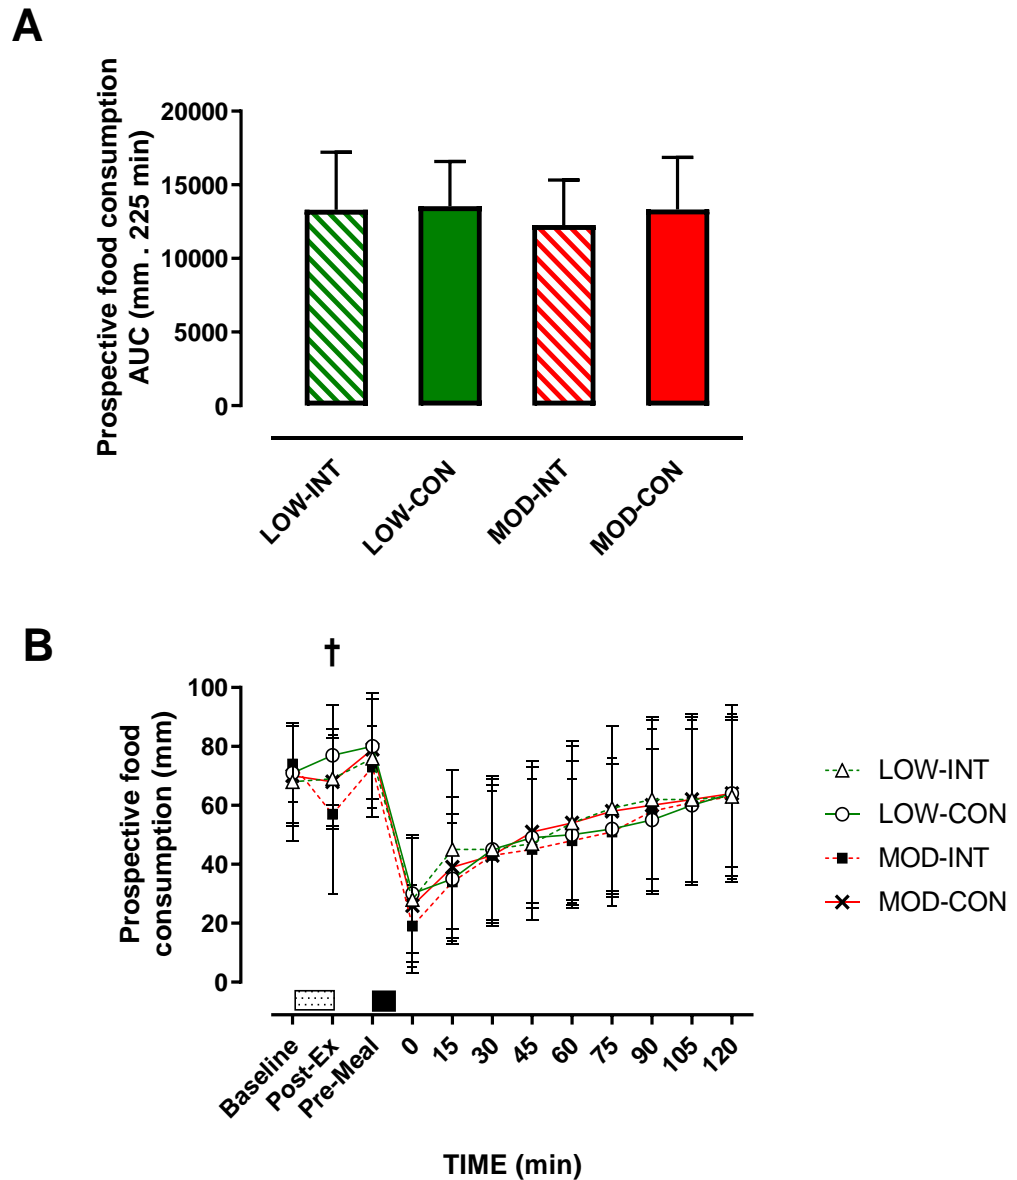 A
Prospective food consumption
AUC (mm . 225 min)
20000
15000
10000
5000
0
LOW-INT
LOW-CON
MOD-INT
MOD-CON
B
†
Prospective food
consumption (mm)
100
80
60
40
20
0
LOW-INT
LOW-CON
MOD-INT
MOD-CON
Baseline
Post-Ex
Pre-Meal
0
15
30
45
60
75
90
105
120
TIME (min)